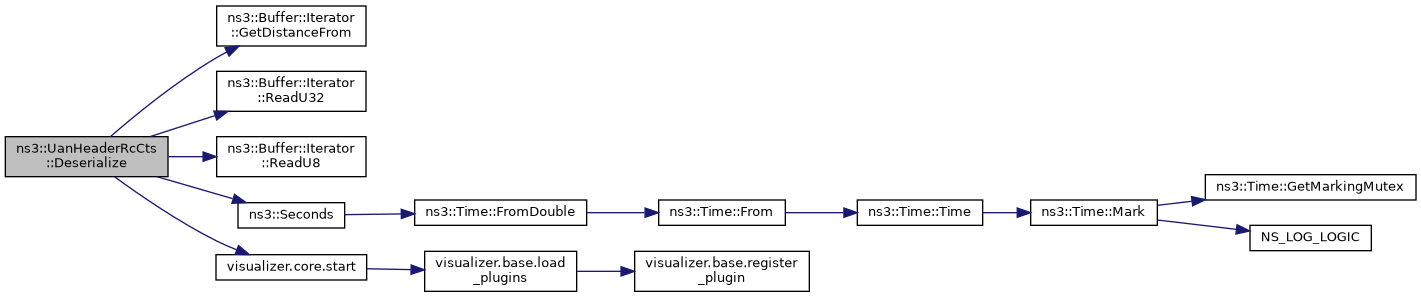 ns3::UanHeaderRcCts
::Deserialize
ns3::Buffer::Iterator
::GetDistanceFrom
ns3::Buffer::Iterator
::ReadU32
ns3::Buffer::Iterator
::ReadU8
ns3::Seconds
ns3::Time::FromDouble
ns3::Time::From
ns3::Time::Time
ns3::Time::Mark
ns3::Time::GetMarkingMutex
NS_LOG_LOGIC
visualizer.core.start
visualizer.base.load
_plugins
visualizer.base.register
_plugin